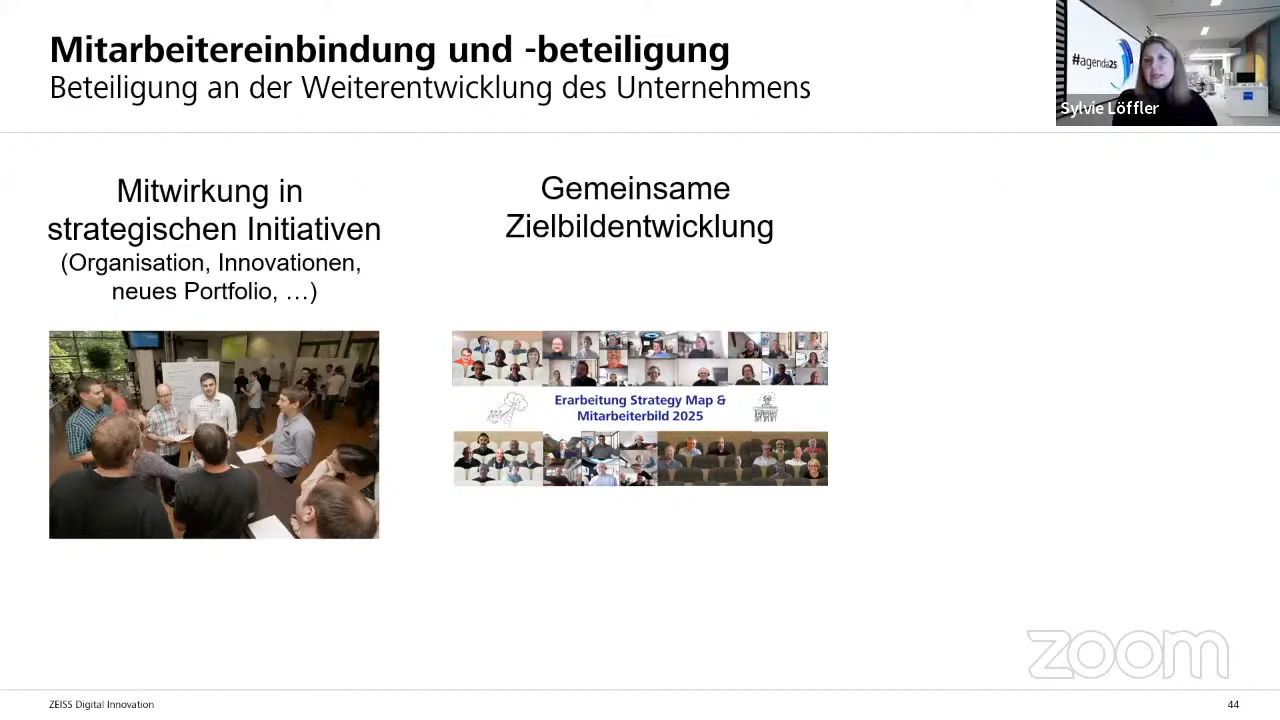 Mitarbeitereinbindung und -beteiligung
Beteiligung an der Weiterentwicklung des Unternehmens
#agenda25
Sylvie Löffler
Mitwirkung in
strategischen Initiativen
(Organisation, Innovationen,
neues Portfolio, …)
Gemeinsame
Zielbildentwicklung
Erarbeitung Strategy Map &
Mitarbeiterbild 2025
zoom
ZEISS Digital Innovation
44